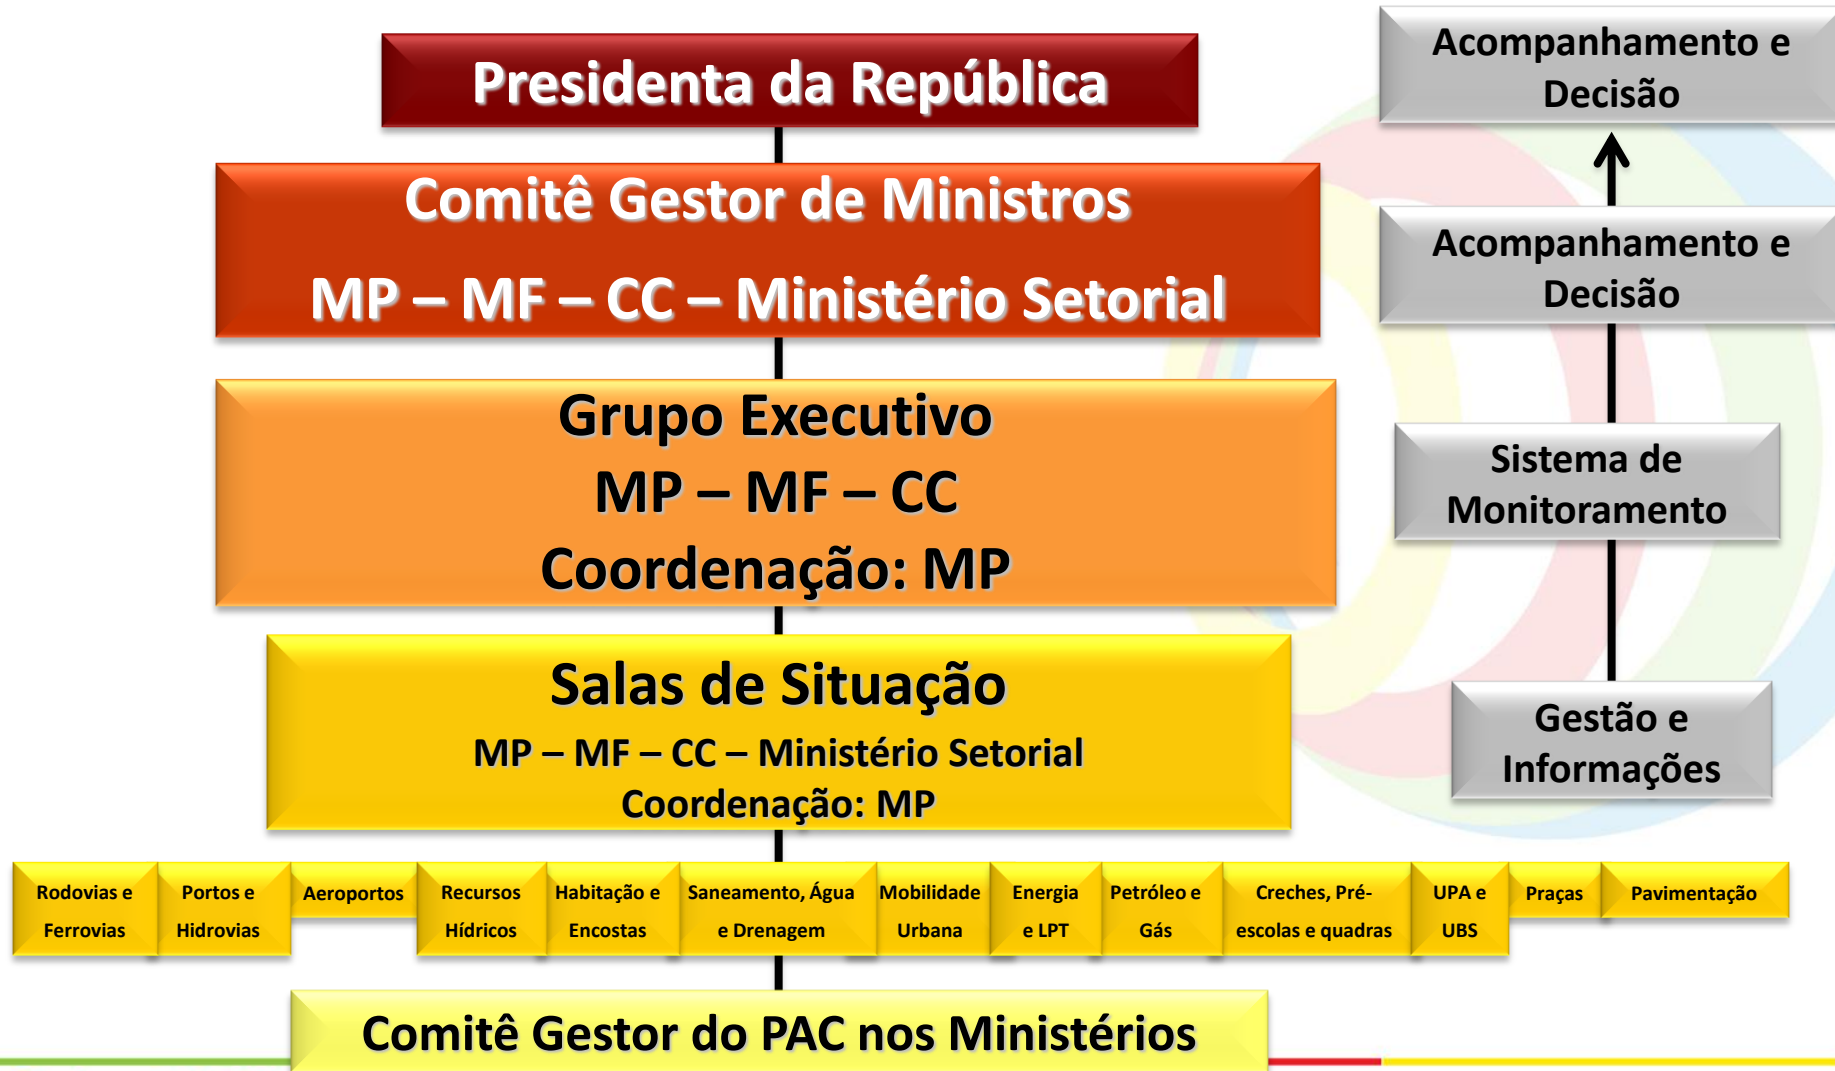 Presidenta da República
Comitê Gestor de Ministros
MP – MF – CC – Ministério Setorial
Grupo Executivo
MP – MF – CC
Coordenação: MP
Salas de Situação
MP – MF – CC – Ministério Setorial
Coordenação: MP
Rodovias e
Ferrovias
Portos e
Hidrovias
Aeroportos
Recursos
Hídricos
Habitação e
Encostas
Saneamento, Água
e Drenagem
Mobilidade
Urbana
Energia
e LPT
Petróleo e
Gás
Creches, Pré-
escolas e quadras
UPA e
UBS
Praças
Pavimentação
Comitê Gestor do PAC nos Ministérios
Acompanhamento e
Decisão
Acompanhamento e
Decisão
Sistema de
Monitoramento
Gestão e
Informações